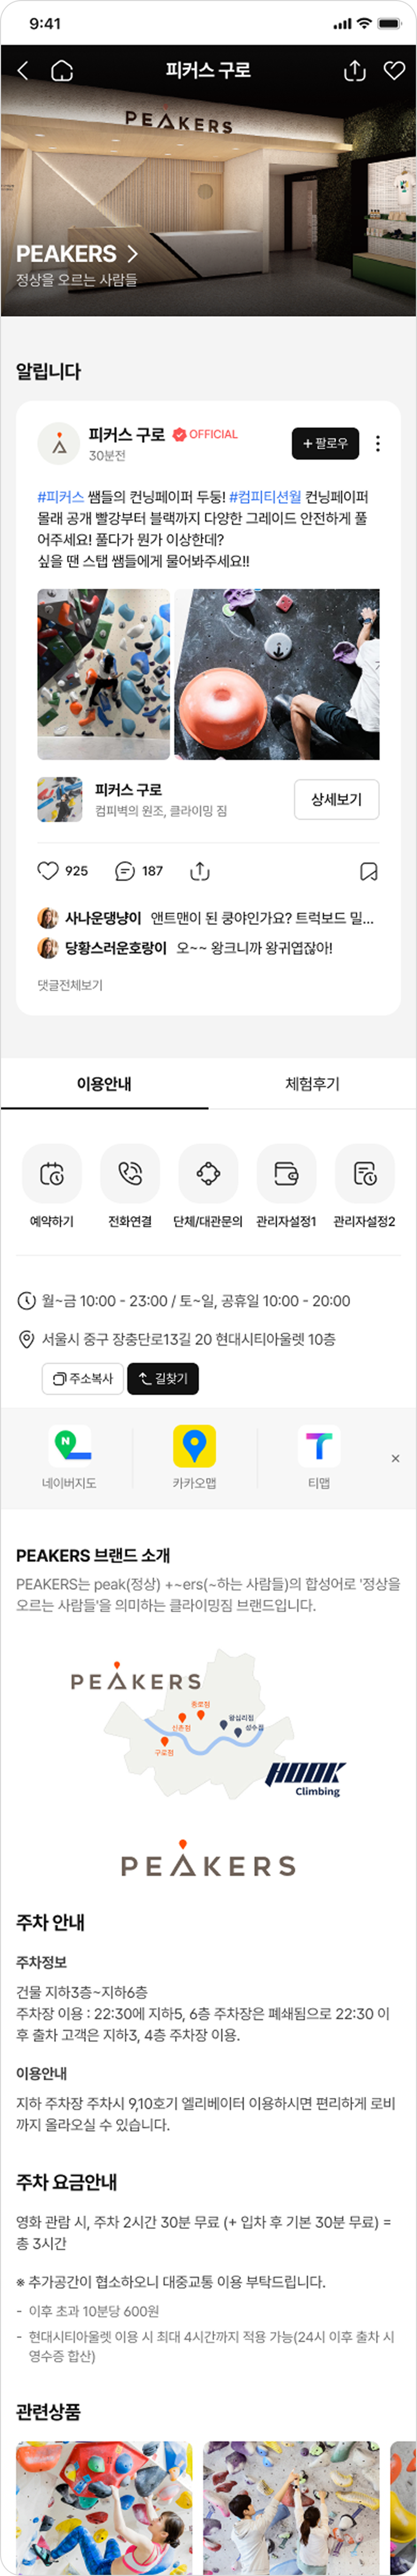 9:41
피커스 구로
PEAKERS
PEAKERS
정상을 오르는 사람들
알립니다
피커스 구로 OFFICIAL
30분전
+ 팔로우
#피커스 쌤들의 컨닝페이퍼 두둥! #컴피티션월 컨닝페이퍼
몰래 공개 빨강부터 블랙까지 다양한 그레이드 안전하게 풀
어주세요! 풀다가 뭔가 이상한데?
싶을 땐 스탭 쌤들에게 물어봐주세요!!
피커스 구로
컴피벽의 원조, 클라이밍 짐
상세보기
925 187
사나운댕냥이 앤트맨이 된 쿵야인가요? 트럭보드 밀...
당황스러운호랑이 오~~ 왕크니까 왕귀엽잖아!
댓글전체보기
이용안내 체험후기
예약하기 전화연결 단체/대관문의 관리자설정1 관리자설정2
월~금 10:00 - 23:00 / 토~일, 공휴일 10:00 - 20:00
서울시 중구 장충단로13길 20 현대시티아울렛 10층
주소복사 길찾기
N
T
네이버지도 카카오맵 티맵
PEAKERS 브랜드 소개
PEAKERS는 peak(정상) +~ers(~하는 사람들)의 합성어로 '정상을
오르는 사람들'을 의미하는 클라이밍짐 브랜드입니다.
PEAKERS
종로점
신촌점
왕십리점
성수점
구로점
HOOK
Climbing
PEAKERS
주차 안내
주차정보
건물 지하3층~지하6층
주차장 이용 : 22:30에 지하5, 6층 주차장은 폐쇄됨으로 22:30 이
후 출차 고객은 지하3, 4층 주차장 이용.
이용안내
지하 주차장 주차시 9,10호기 엘리베이터 이용하시면 편리하게 로비
까지 올라오실 수 있습니다.
주차 요금안내
영화 관람 시, 주차 2시간 30분 무료 (+ 입차 후 기본 30분 무료) =
총 3시간
※ 추가공간이 협소하오니 대중교통 이용 부탁드립니다.
- 이후 초과 10분당 600원
- 현대시티아울렛 이용 시 최대 4시간까지 적용 가능(24시 이후 출차 시
영수증 합산)
관련상품